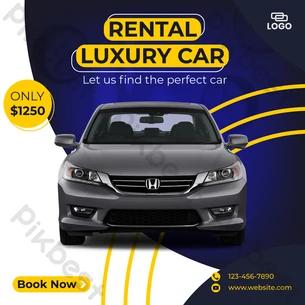 RENTAL
LUXURY CAR
Let us find the perfect car
LOGO
ONLY
$1250
Book Now
123-456-7890
www.website.com
pikbest